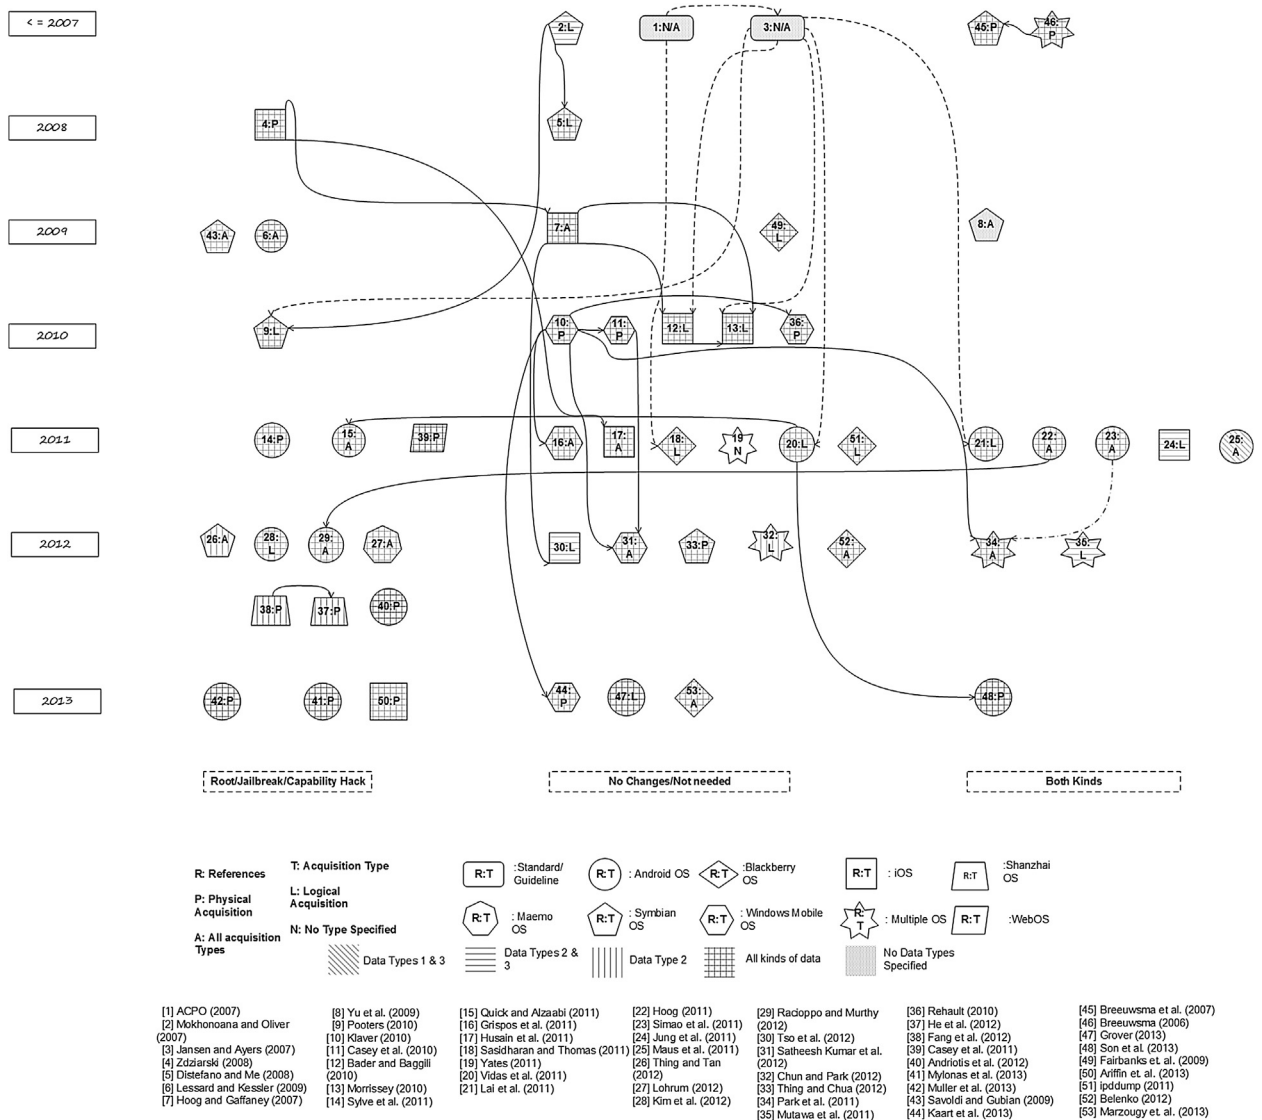 < = 2007
2:L
1:N/A
3:N/A
45:P
46:
P
2008
4:P
5:L
2009
43:A
6:A
7:A
49:
L
8:A
2010
9:L
10:
P
11:
P
12:L
13:L
36:
P
2011
14:P
15:
A
39:P
16:A
17:
A
18:
L
19
N
20:L
51:
L
21:L
22:
A
23:
A
24:L
25:
A
2012
26:A
28:
L
29:
A
27:A
30:L
31:
A
33:P
32:
L
52:
A
34:
A
35:
L
38:P
37:P
40:P
2013
42:P
41:P
50:P
44:
P
47:L
53:
A
48:P
Root/Jailbreak/Capability Hack
No Changes/Not needed
Both Kinds
R: References
T: Acquisition Type
P: Physical
Acquisition
L: Logical
Acquisition
A: All acquisition
Types
N: No Type Specified
R:T
:Standard/
Guideline
R:T
: Android OS
R:T
:Blackberry
OS
R:T
: iOS
R:T
:Shanzhai
OS
R:T
: Maemo
OS
R:T
: Symbian
OS
R:T
: Windows Mobile
OS
R:
T
: Multiple OS
R:T
:WebOS
Data Types 1 & 3
Data Types 2 &
3
Data Type 2
All kinds of data
No Data Types
Specified
[1] ACPO (2007)
[2] Mokhonoana and Oliver
(2007)
[3] Jansen and Ayers (2007)
[4] Zdziarski (2008)
[5] Distefano and Me (2008)
[6] Lessard and Kessler (2009)
[7] Hoog and Gaffaney (2007)
[8] Yu et al. (2009)
[9] Pooters (2010)
[10] Klaver (2010)
[11] Casey et al. (2010)
[12] Bader and Baggili
(2010)
[13] Morrissey (2010)
[14] Sylve et al. (2011)
[15] Quick and Alzaabi (2011)
[16] Grispos et al. (2011)
[17] Husain et al. (2011)
[18] Sasidharan and Thomas (2011)
[19] Yates (2011)
[20] Vidas et al. (2011)
[21] Lai et al. (2011)
[22] Hoog (2011)
[23] Simao et al. (2011)
[24] Jung et al. (2011)
[25] Maus et al. (2011)
[26] Thing and Tan
(2012)
[27] Lohrum (2012)
[28] Kim et al. (2012)
[29] Racioppo and Murthy
(2012)
[30] Tso et al. (2012)
[31] Satheesh Kumar et al.
(2012)
[32] Chun and Park (2012)
[33] Thing and Chua (2012)
[34] Park et al. (2011)
[35] Mutawa et al. (2011)
[36] Rehault (2010)
[37] He et al. (2012)
[38] Fang et al. (2012)
[39] Casey et al. (2011)
[40] Andriotis et al. (2012)
[41] Mylonas et al. (2013)
[42] Muller et al. (2013)
[43] Savoldi and Gubian (2009)
[44] Kaart et al. (2013)
[45] Breeuwsma et al. (2007)
[46] Breeuwsma (2006)
[47] Grover (2013)
[48] Son et al. (2013)
[49] Fairbanks et. al. (2009)
[50] Ariffin et. al. (2013)
[51] ipddump (2011)
[52] Belenko (2012)
[53] Marzougy et al. (2013)